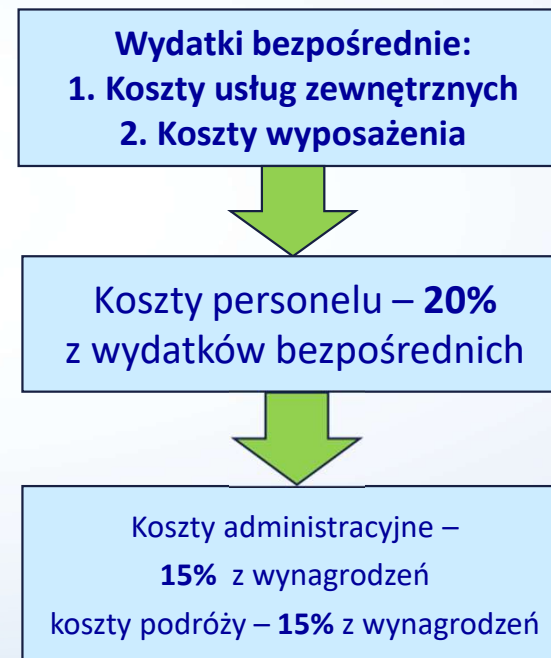 Wydatki bezpośrednie:
1. Koszty usług zewnętrznych
2. Koszty wyposażenia
Koszty personelu – 20%
z wydatków bezpośrednich
Koszty administracyjne –
15% z wynagrodzeń
koszty podróży – 15% z wynagrodzeń